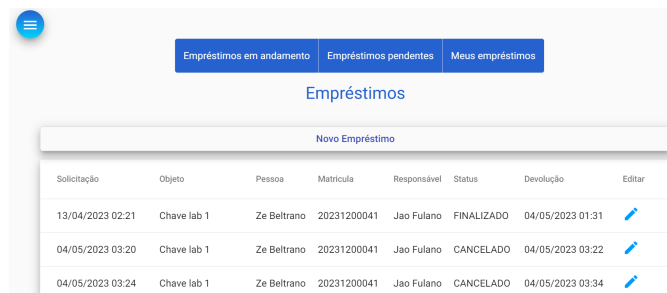 Empréstimos em andamento Empréstimos pendentes Meus empréstimos
Empréstimos
Novo Empréstimo
Solicitação Objeto Pessoa Matricula Responsável Status Devolução Editar
13/04/2023 02:21 Chave lab 1 Ze Beltrano 20231200041 Jao Fulano FINALIZADO 04/05/2023 01:31
04/05/2023 03:20 Chave lab 1 Ze Beltrano 20231200041 Jao Fulano CANCELADO 04/05/2023 03:22
04/05/2023 03:24 Chave lab 1 Ze Beltrano 20231200041 Jao Fulano CANCELADO 04/05/2023 03:34